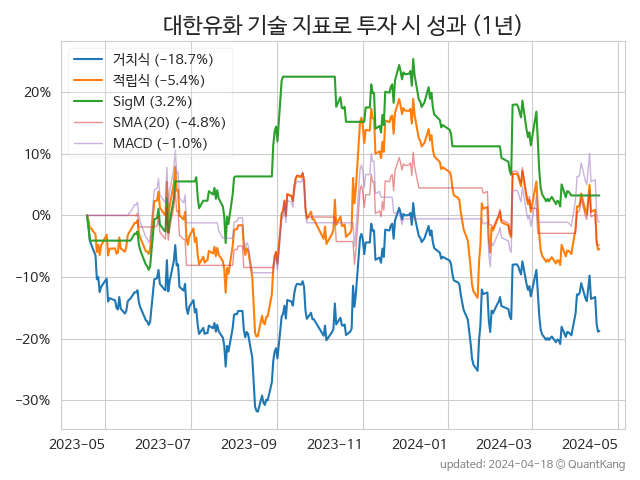 대한유화 기술 지표로 투자 시 성과 (1년)
거치식 (−18.7%)
적립식 (−5.4%)
SigM (3.2%)
SMA(20) (−4.8%)
MACD (−1.0%)
20%
10%
0%
−10%
−20%
−30%
2023-05 2023-07 2023-09 2023-11 2024-01 2024-03 2024-05
updated: 2024-04-18 © QuantKang